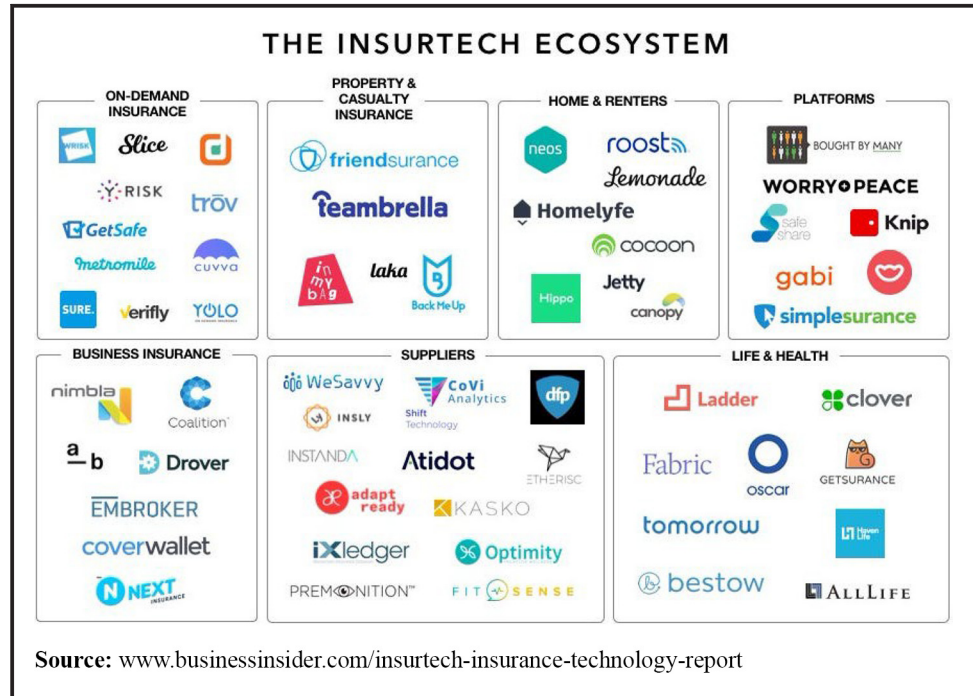 THE INSURTECH ECOSYSTEM
ON-DEMAND
INSURANCE
WRISK
Slice
Y-RISK
trōv
GetSafe
metromile
cuvva
SURE.
verifly
YOLO
PROPERTY &
CASUALTY
INSURANCE
friendsurance
teambrella
in
my
bAg
laka
Back Me Up
HOME & RENTERS
neos
roost
Lemonade
Homelyfe
cocoon
Hippo
Jetty
canopy
PLATFORMS
BOUGHT BY MANY
WORRY+PEACE
safe
share
Knip
gabi
simplesurance
BUSINESS INSURANCE
nimbla
Coalition
a
b
Drover
EMBROKER
coverwallet
N NEXT
INSURANCE
SUPPLIERS
WeSavvy
CoVi
Analytics
dfp
INSLY
Shift
Technology
INSTANDA
Atidot
ETHERISC
adapt
ready
KASKO
iXledger
Optimity
PREMONITION™
FITSENSE
LIFE & HEALTH
Ladder
clover
Fabric
oscar
GETSURANCE
tomorrow
Haven
Life
b bestow
ALLLIFE
Source: www.businessinsider.com/insurtech-insurance-technology-report